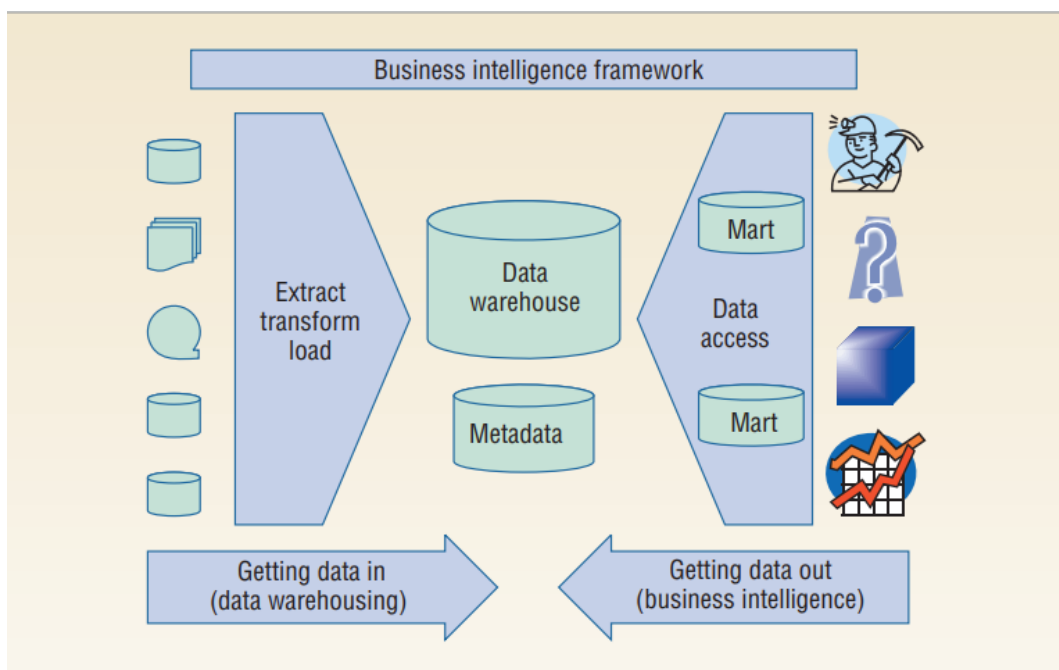 Business intelligence framework
Extract
transform
load
Data
warehouse
Metadata
Mart
Data
access
Mart
Getting data in
(data warehousing)
Getting data out
(business intelligence)